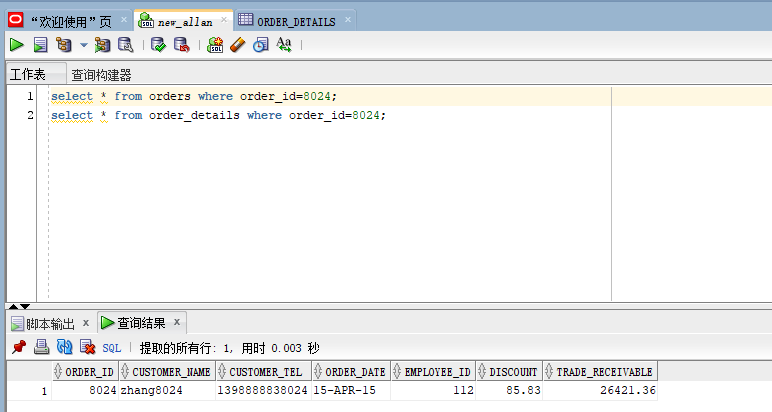 “欢迎使用”页 new_allan ORDER_DETAILS
工作表 查询构建器
1 select * from orders where order_id=8024;
2 select * from order_details where order_id=8024;
脚本输出 x 查询结果 x
SQL | 提取的所有行: 1, 用时 0.003 秒
ORDER_ID CUSTOMER_NAME CUSTOMER_TEL ORDER_DATE EMPLOYEE_ID DISCOUNT TRADE_RECEIVABLE
1 8024 zhang8024 1398888838024 15-APR-15 112 85.83 26421.36